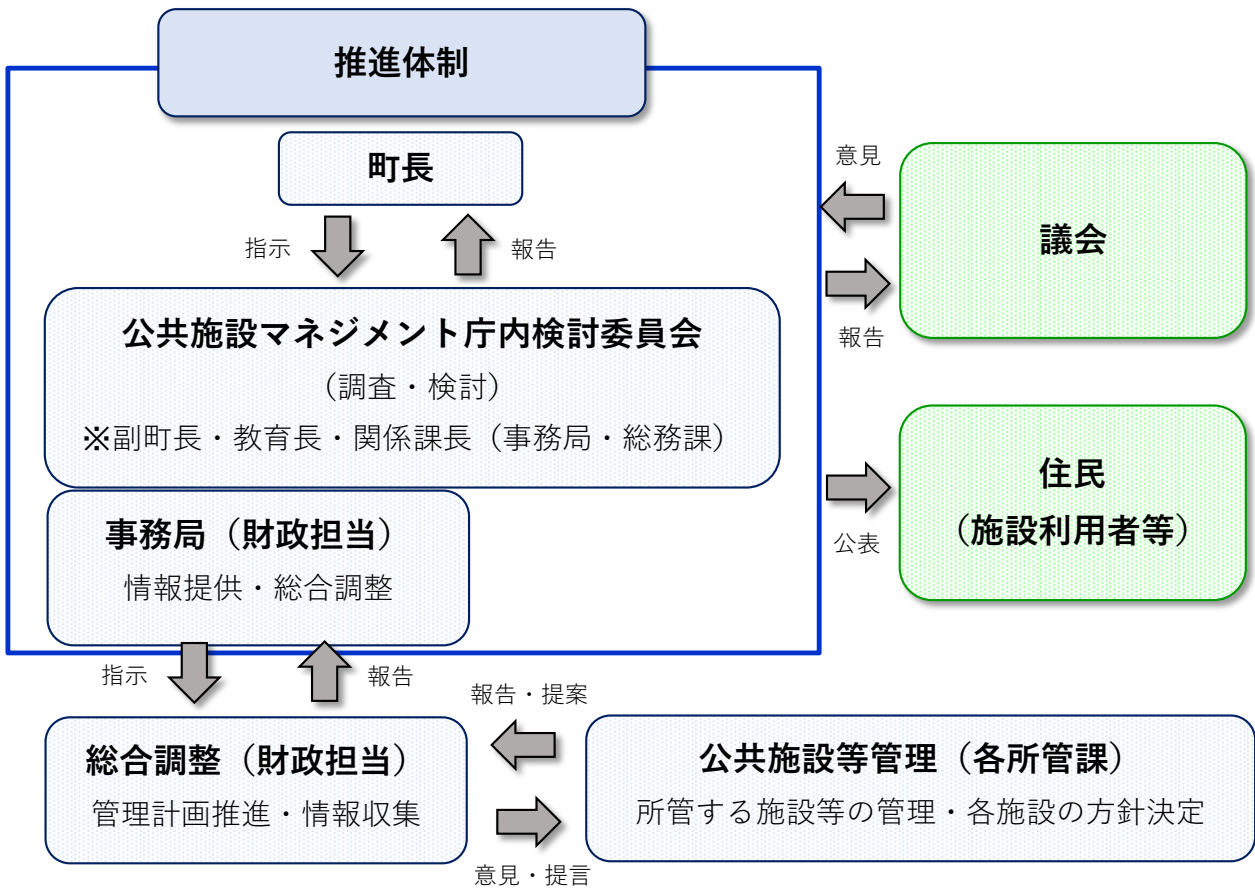 推進体制
町長
指示
報告
公共施設マネジメント庁内検討委員会
（調査・検討）
※副町長・教育長・関係課長（事務局・総務課）
事務局（財政担当）
情報提供・総合調整
意見
議会
報告
住民
（施設利用者等）
公表
指示
報告
報告・提案
総合調整（財政担当）
管理計画推進・情報収集
公共施設等管理（各所管課）
所管する施設等の管理・各施設の方針決定
意見・提言